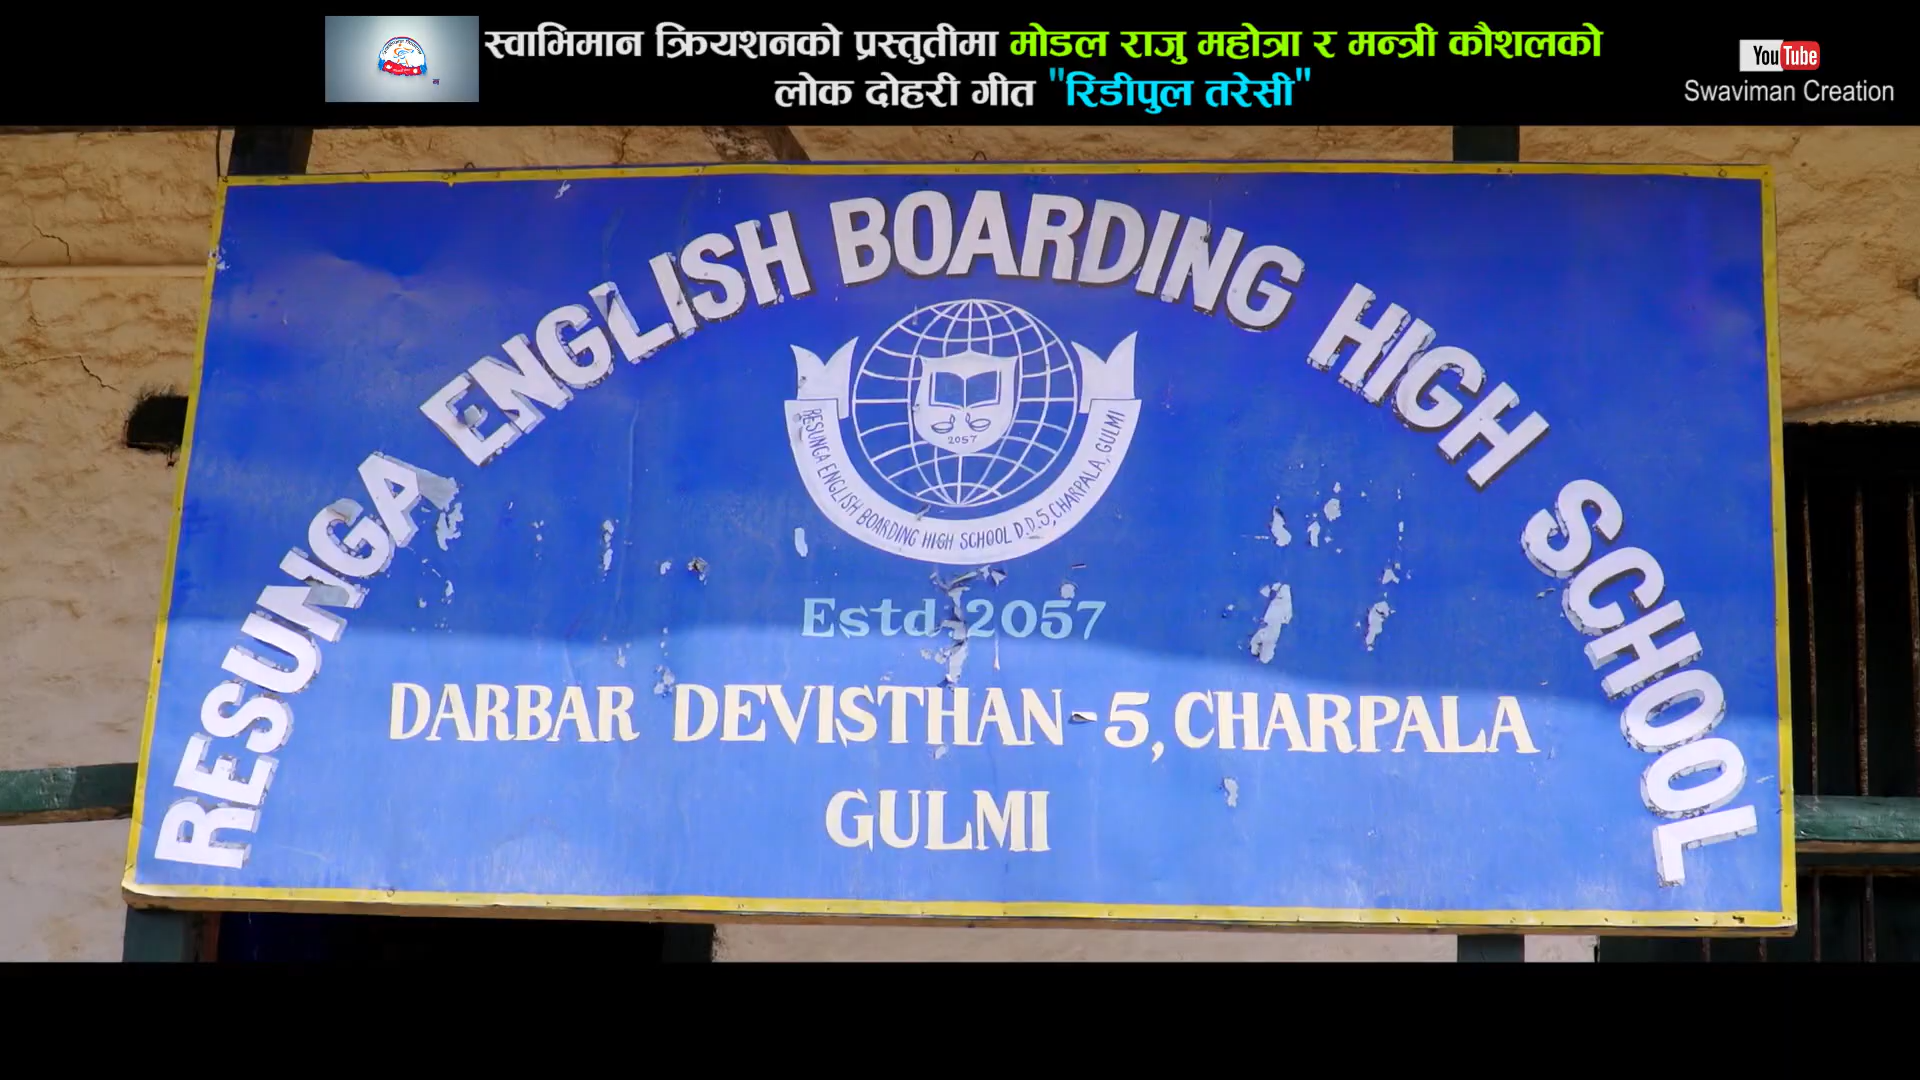 स्वाभिमान क्रियशनको प्रस्तुतीमा मोडल राजु महोत्रा र मन्त्री कौशलको
लोक दोहरी गीत "रिडीपुल तरेसी"
YouTube
Swaviman Creation
RESUNGA ENGLISH BOARDING HIGH SCHOOL
2057
RESUNGA ENGLISH BOARDING HIGH SCHOOL D.D.5, CHARPALA, GULMI
Estd. 2057
DARBAR DEVISTHAN-5, CHARPALA
GULMI